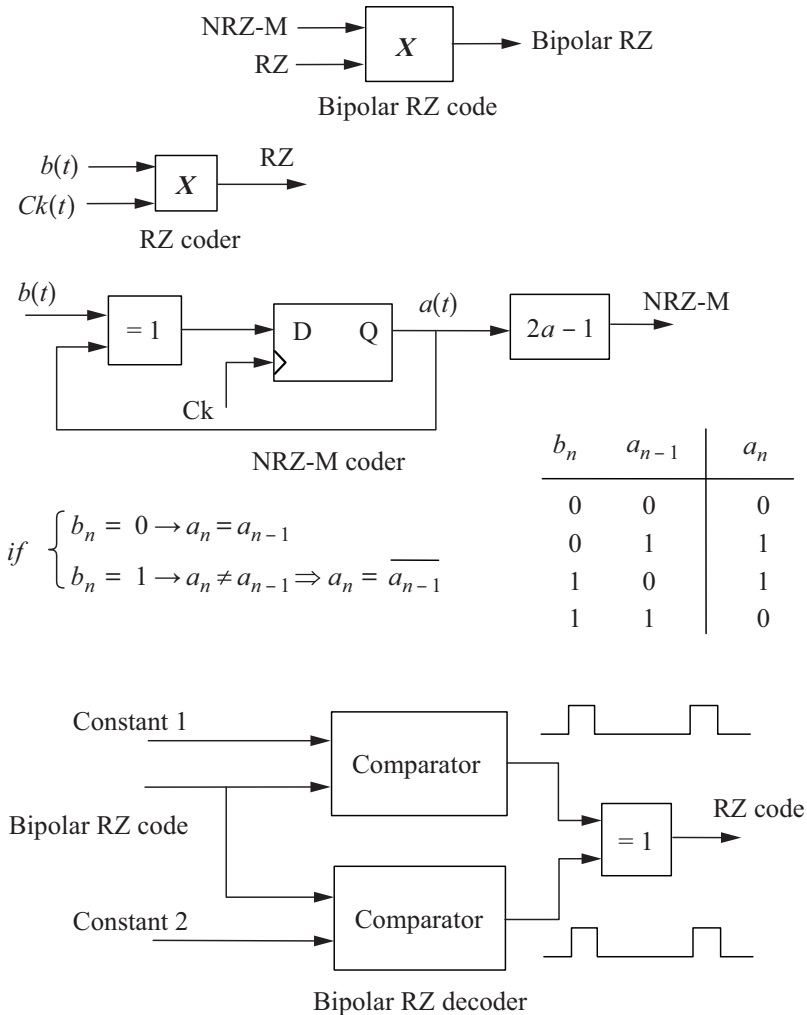 NRZ-M
RZ
X
Bipolar RZ
Bipolar RZ code
b(t)
Ck(t)
X
RZ
RZ coder
b(t)
= 1
D Q
Ck
a(t)
2a − 1
NRZ-M
NRZ-M coder
if { b_n = 0 → a_n = a_{n−1}
b_n = 1 → a_n ≠ a_{n−1} ⇒ a_n = \overline{a_{n−1}}
b_n a_{n−1} a_n
0 0 0
0 1 1
1 0 1
1 1 0
Constant 1
Comparator
Bipolar RZ code
= 1
RZ code
Constant 2
Comparator
Bipolar RZ decoder